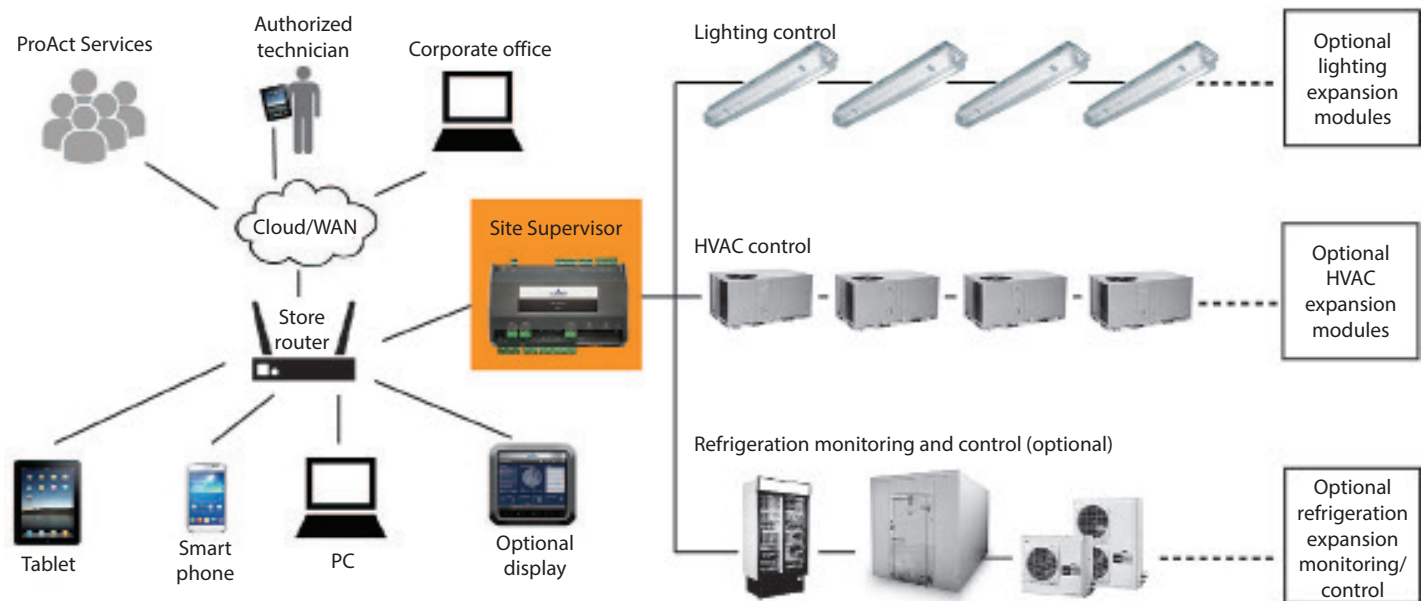 ProAct Services
Authorized
technician
Corporate office
Cloud/WAN
Store
router
Tablet
Smart
phone
PC
Optional
display
Site Supervisor
Lighting control
Optional
lighting
expansion
modules
HVAC control
Optional
HVAC
expansion
modules
Refrigeration monitoring and control (optional)
Optional
refrigeration
expansion
monitoring/
control